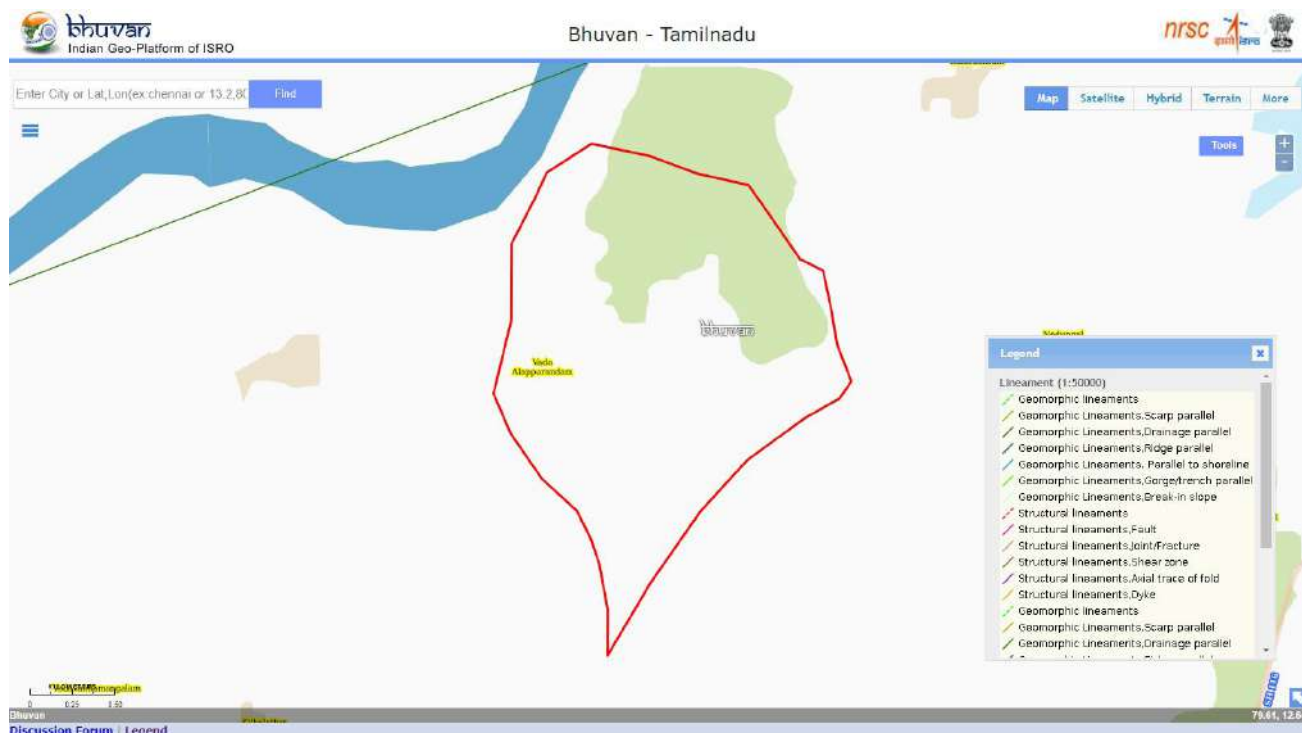 bhuvan
Indian Geo-Platform of ISRO
Bhuvan - Tamilnadu
nrsc
इसरो isro
Enter City or Lat,Lon(ex:chennai or 13.2,80
Find
Map Satellite Hybrid Terrain More
Tools
+
-
bhuvan
Vada
Alapparandam
Legend
Lineament (1:50000)
Geomorphic lineaments
Geomorphic Lineaments,Scarp parallel
Geomorphic Lineaments,Drainage parallel
Geomorphic Lineaments,Ridge parallel
Geomorphic Lineaments, Parallel to shoreline
Geomorphic Lineaments,Gorge/trench parallel
Geomorphic Lineaments,Break-in slope
Structural lineaments
Structural lineaments,Fault
Structural lineaments,Joint/Fracture
Structural lineaments,Shear zone
Structural lineaments,Axial trace of fold
Structural lineaments,Dyke
Geomorphic lineaments
Geomorphic Lineaments,Scarp parallel
Geomorphic Lineaments,Drainage parallel
0 0.25 0.50
Bhuvan
79.61, 12.6
Discussion Forum | Legend